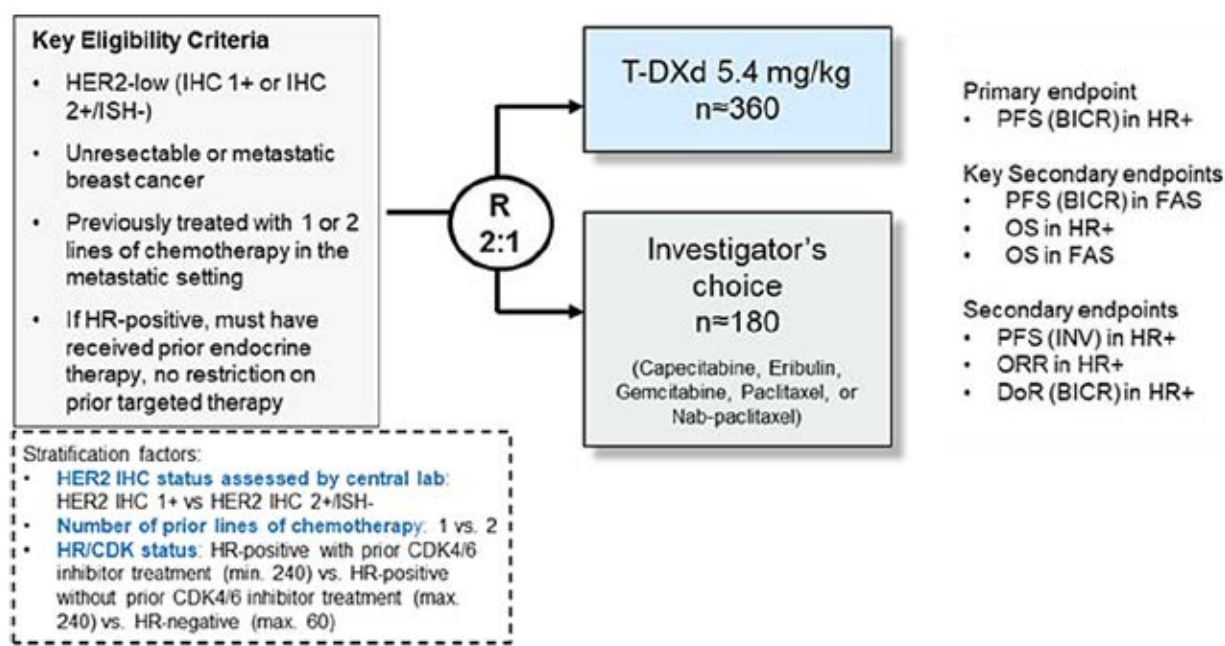 Key Eligibility Criteria
• HER2-low (IHC 1+ or IHC
2+/ISH-)
• Unresectable or metastatic
breast cancer
• Previously treated with 1 or 2
lines of chemotherapy in the
metastatic setting
• If HR-positive, must have
received prior endocrine
therapy, no restriction on
prior targeted therapy
Stratification factors:
• HER2 IHC status assessed by central lab:
HER2 IHC 1+ vs HER2 IHC 2+/ISH-
• Number of prior lines of chemotherapy: 1 vs. 2
• HR/CDK status: HR-positive with prior CDK4/6
inhibitor treatment (min. 240) vs. HR-positive
without prior CDK4/6 inhibitor treatment (max.
240) vs. HR-negative (max. 60)
R
2:1
T-DXd 5.4 mg/kg
n≈360
Investigator's
choice
n≈180
(Capecitabine, Eribulin,
Gemcitabine, Paclitaxel, or
Nab-paclitaxel)
Primary endpoint
• PFS (BICR) in HR+
Key Secondary endpoints
• PFS (BICR) in FAS
• OS in HR+
• OS in FAS
Secondary endpoints
• PFS (INV) in HR+
• ORR in HR+
• DoR (BICR) in HR+